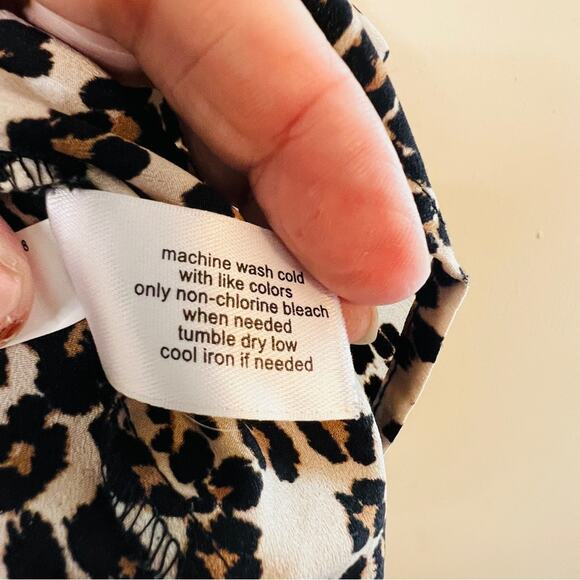 machine wash cold
with like colors
only non-chlorine bleach
when needed
tumble dry low
cool iron if needed